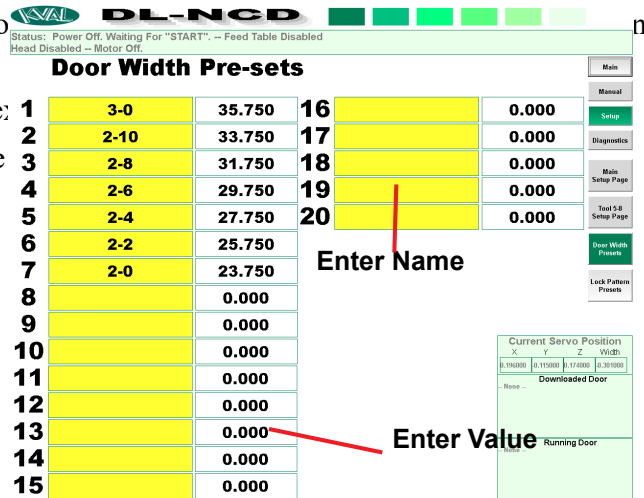 KVAL DL-NCD
Status: Power Off. Waiting For "START". -- Feed Table Disabled
Head Disabled -- Motor Off.
Door Width Pre-sets
1 3-0 35.750
2 2-10 33.750
3 2-8 31.750
4 2-6 29.750
5 2-4 27.750
6 2-2 25.750
7 2-0 23.750
8 0.000
9 0.000
10 0.000
11 0.000
12 0.000
13 0.000
14 0.000
15 0.000
16 0.000
17 0.000
18 0.000
19 0.000
20 0.000
Enter Name
Enter Value
Main
Manual
Setup
Diagnostics
Main
Setup Page
Tool 5-8
Setup Page
Door Width
Presets
Lock Pattern
Presets
Current Servo Position
X Y Z Width
0.196000 -0.115000 0.174000 -0.301000
Downloaded Door
-- None --
Running Door
-- None --